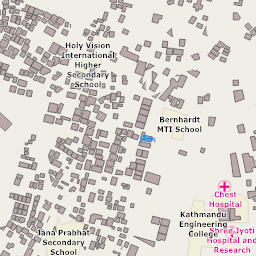 Holy Vision
International
Higher
Secondary
School
Bernhardt
MTI School
Chest
Hospital
Kathmandu
Engineering
College
Shree Jyoti
Hospital and
Research
Jana Prabhat
Secondary
School